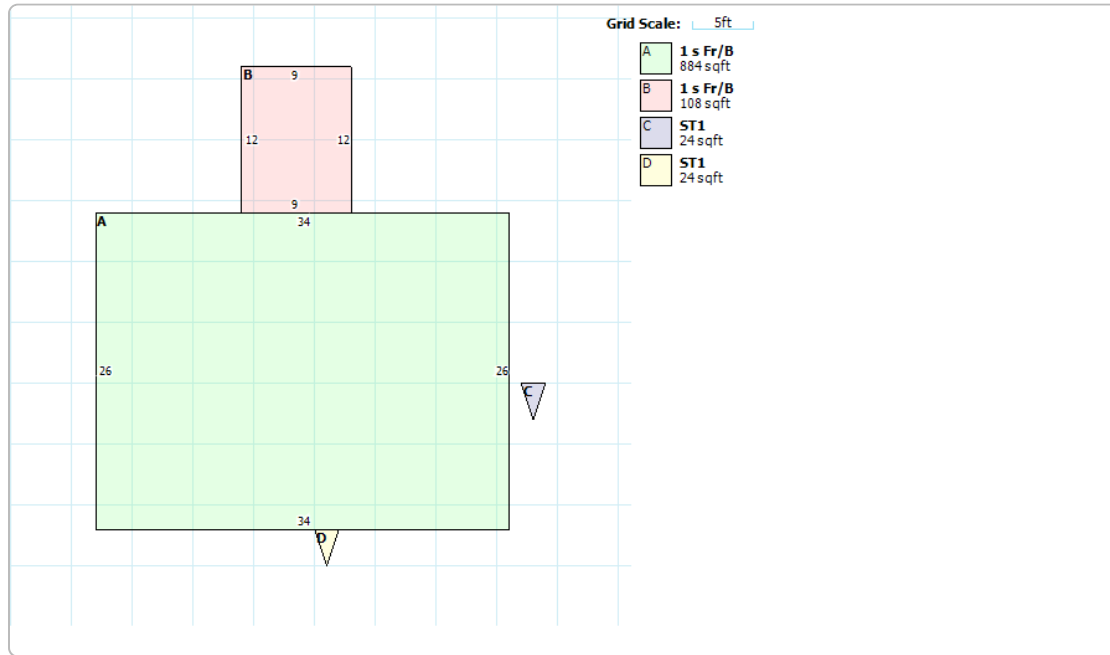 Grid Scale: 5ft
A 1 s Fr/B
884 sqft
B 1 s Fr/B
108 sqft
C ST1
24 sqft
D ST1
24 sqft
B 9
12 12
9
A 34
26 26
C
34
D